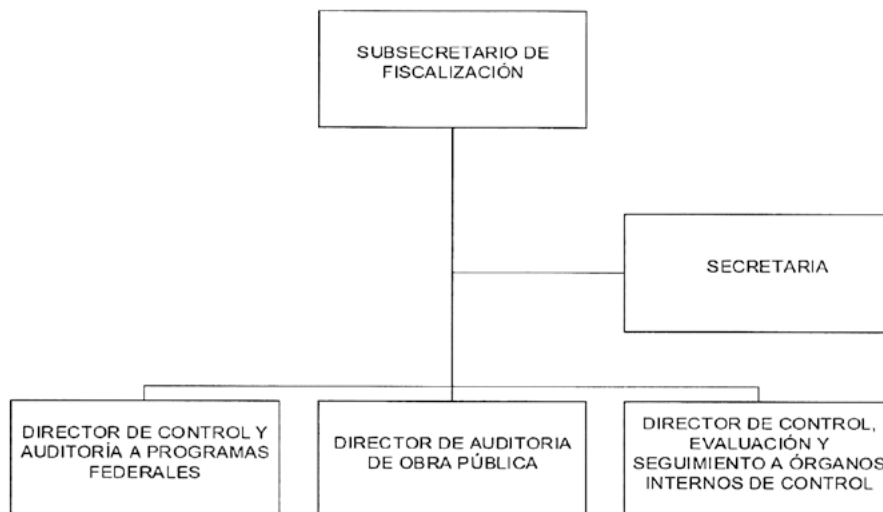 SUBSECRETARIO DE
FISCALIZACIÓN
SECRETARIA
DIRECTOR DE CONTROL Y
AUDITORÍA A PROGRAMAS
FEDERALES
DIRECTOR DE AUDITORIA
DE OBRA PÚBLICA
DIRECTOR DE CONTROL,
EVALUACIÓN Y
SEGUIMIENTO A ÓRGANOS
INTERNOS DE CONTROL